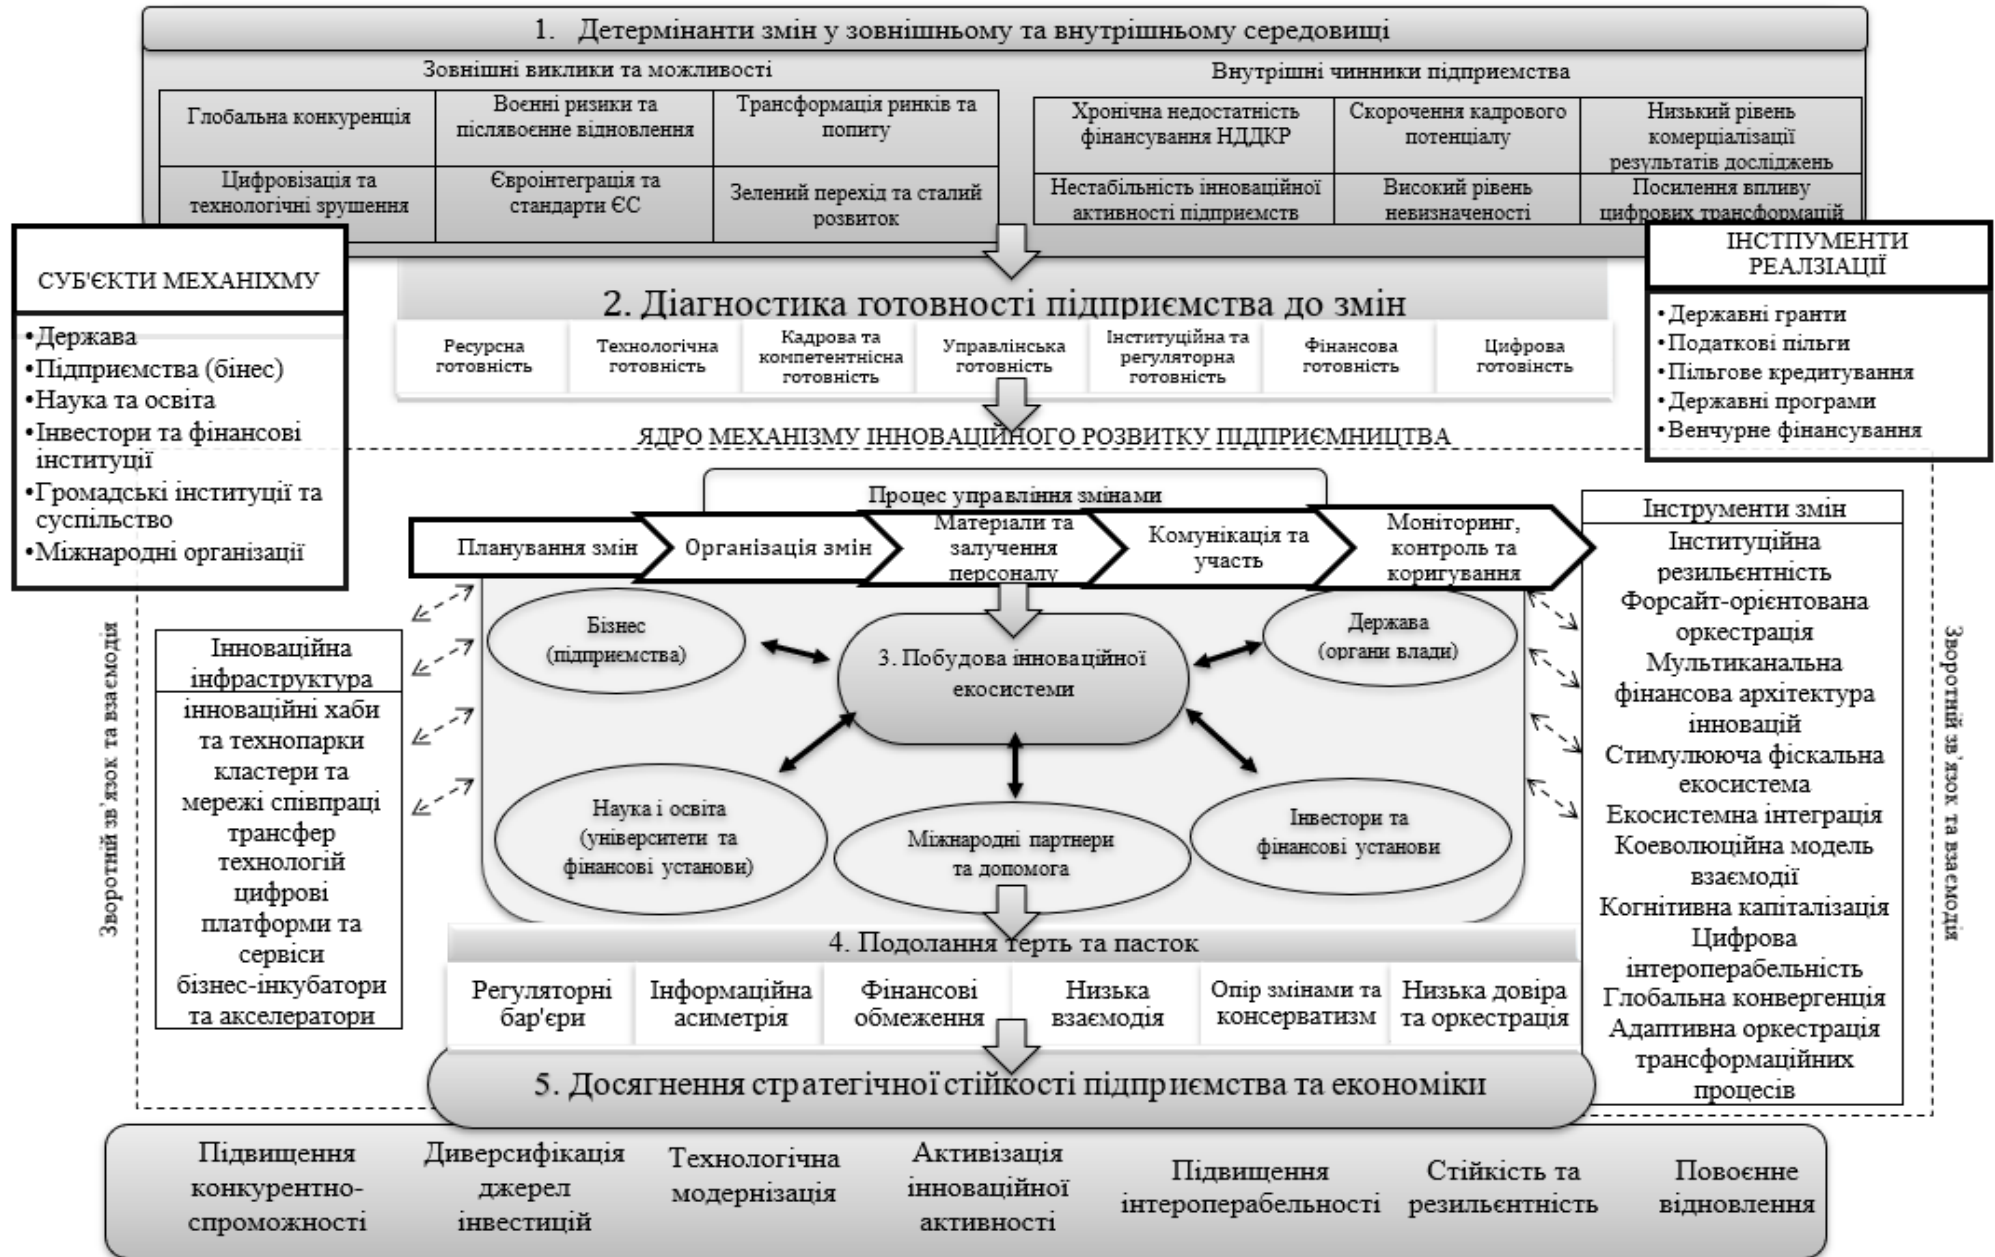 1. Детермінанти змін у зовнішньому та внутрішньому середовищі
Зовнішні виклики та можливості
Глобальна конкуренція
Воєнні ризики та
післявоєнне відновлення
Трансформація ринків та
попиту
Цифровізація та
технологічні зрушення
Євроінтеграція та
стандарти ЄС
Зелений перехід та сталий
розвиток
Внутрішні чинники підприємства
Хронічна недостатність
фінансування НДДКР
Скорочення кадрового
потенціалу
Низький рівень
комерціалізації
результатів досліджень
Нестабільність інноваційної
активності підприємств
Високий рівень
невизначеності
Посилення впливу
цифрових трансформацій
СУБ'ЄКТИ МЕХАНІХМУ
•Держава
•Підприємства (бізнес)
•Наука та освіта
•Інвестори та фінансові
інституції
•Громадські інституції та
суспільство
•Міжнародні організації
ІНСТПУМЕНТИ
РЕАЛЗІАЦІЇ
•Державні гранти
•Податкові пільги
•Пільгове кредитування
•Державні програми
•Венчурне фінансування
2. Діагностика готовності підприємства до змін
Ресурсна
готовність
Технологічна
готовність
Кадрова та
компетентнісна
готовність
Управлінська
готовність
Інституційна та
регуляторна
готовність
Фінансова
готовність
Цифрова
готовінсть
ЯДРО МЕХАНІЗМУ ІННОВАЦІЙНОГО РОЗВИТКУ ПІДПРИЄМНИЦТВА
Процес управління змінами
Планування змін
Організація змін
Матеріали та
залучення
персоналу
Комунікація та
участь
Моніторинг,
контроль та
коригування
Зворотній зв'язок та взаємодія
Інноваційна
інфраструктура
інноваційні хаби
та технопарки
кластери та
мережі співпраці
трансфер
технологій
цифрові
платформи та
сервіси
бізнес-інкубатори
та акселератори
Бізнес
(підприємства)
3. Побудова інноваційної
екосистеми
Держава
(органи влади)
Наука і освіта
(університети та
фінансові установи)
Міжнародні партнери
та допомога
Інвестори та
фінансові установи
Інструменти змін
Інституційна
резильєнтність
Форсайт-орієнтована
оркестрація
Мультиканальна
фінансова архітектура
інновацій
Стимулююча фіскальна
екосистема
Екосистемна інтеграція
Коеволюційна модель
взаємодії
Когнітивна капіталізація
Цифрова
інтероперабельність
Глобальна конвергенція
Адаптивна оркестрація
трансформаційних
процесів
Зворотній зв'язок та взаємодія
4. Подолання терть та пасток
Регуляторні
бар'єри
Інформаційна
асиметрія
Фінансові
обмеження
Низька
взаємодія
Опір змінами та
консерватизм
Низька довіра
та оркестрація
5. Досягнення стратегічної стійкості підприємства та економіки
Підвищення
конкурентно-
спроможності
Диверсифікація
джерел
інвестицій
Технологічна
модернізація
Активізація
інноваційної
активності
Підвищення
інтероперабельності
Стійкість та
резильєнтність
Повоєнне
відновлення